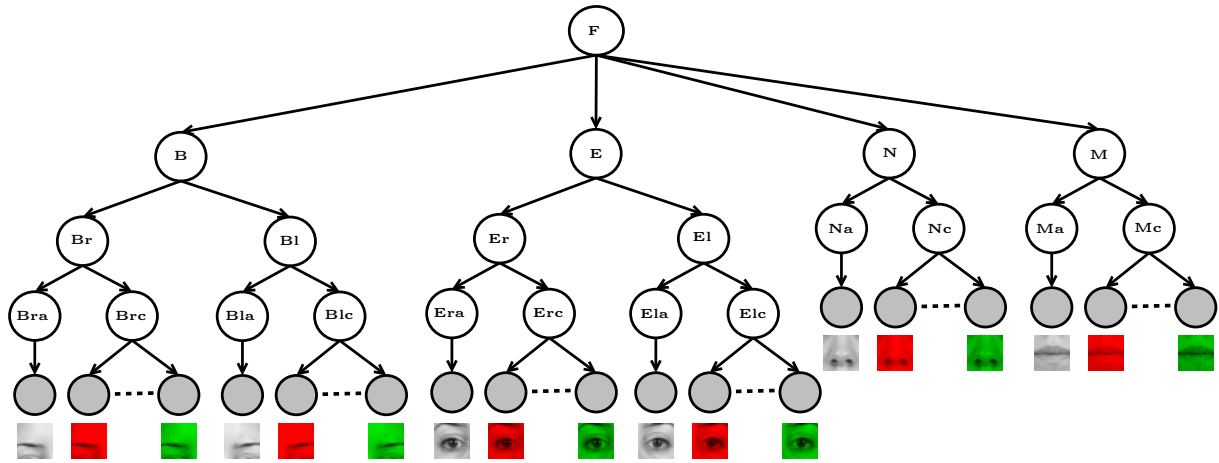 F
B E N M
Br Bl Er El Na Nc Ma Mc
Bra Brc Bla Blc Era Erc Ela Elc